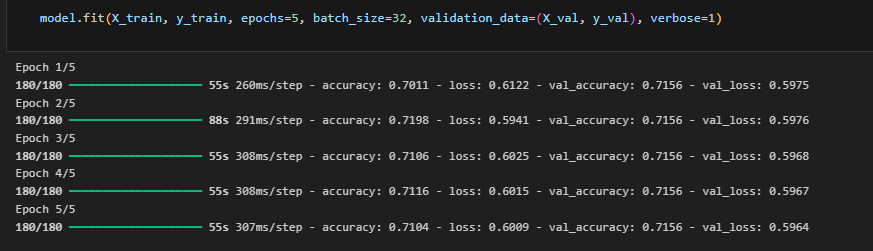 model.fit(X_train, y_train, epochs=5, batch_size=32, validation_data=(X_val, y_val), verbose=1)
Epoch 1/5
180/180 ━━━━━━━━━━━━━━━━━━━━ 55s 260ms/step - accuracy: 0.7011 - loss: 0.6122 - val_accuracy: 0.7156 - val_loss: 0.5975
Epoch 2/5
180/180 ━━━━━━━━━━━━━━━━━━━━ 88s 291ms/step - accuracy: 0.7198 - loss: 0.5941 - val_accuracy: 0.7156 - val_loss: 0.5976
Epoch 3/5
180/180 ━━━━━━━━━━━━━━━━━━━━ 55s 308ms/step - accuracy: 0.7106 - loss: 0.6025 - val_accuracy: 0.7156 - val_loss: 0.5968
Epoch 4/5
180/180 ━━━━━━━━━━━━━━━━━━━━ 55s 308ms/step - accuracy: 0.7116 - loss: 0.6015 - val_accuracy: 0.7156 - val_loss: 0.5967
Epoch 5/5
180/180 ━━━━━━━━━━━━━━━━━━━━ 55s 307ms/step - accuracy: 0.7104 - loss: 0.6009 - val_accuracy: 0.7156 - val_loss: 0.5964